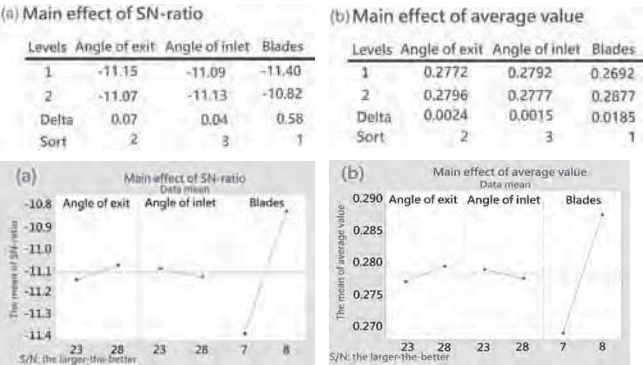 (a) Main effect of SN-ratio
Levels Angle of exit Angle of inlet Blades
1 -11.15 -11.09 -11.40
2 -11.07 -11.13 -10.82
Delta 0.07 0.04 0.58
Sort 2 3 1
(b) Main effect of average value
Levels Angle of exit Angle of inlet Blades
1 0.2772 0.2792 0.2692
2 0.2796 0.2777 0.2877
Delta 0.0024 0.0015 0.0185
Sort 2 3 1
(a)
Main effect of SN-ratio
Data mean
Angle of exit Angle of inlet Blades
The mean of SN-ratio
-10.8
-10.9
-11.0
-11.1
-11.2
-11.3
-11.4
23 28 23 28 7 8
S/N: the larger-the-better
(b)
Main effect of average value
Data mean
Angle of exit Angle of inlet Blades
The mean of average value
0.290
0.285
0.280
0.275
0.270
23 28 23 28 7 8
S/N: the larger-the-better